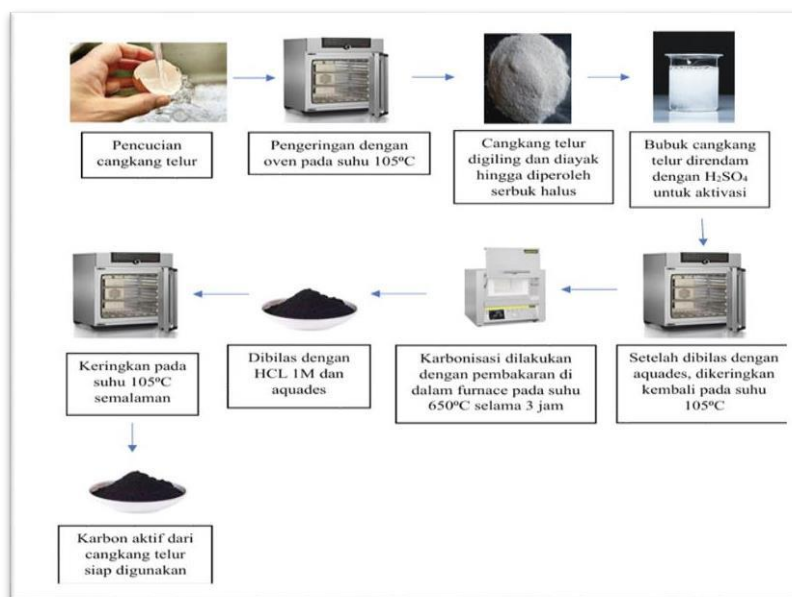 Pencucian
cangkang telur
Pengeringan dengan
oven pada suhu 105ºC
Cangkang telur
digiling dan diayak
hingga diperoleh
serbuk halus
Bubuk cangkang
telur direndam
dengan H₂SO₄
untuk aktivasi
Setelah dibilas dengan
aquades, dikeringkan
kembali pada suhu
105ºC
Karbonisasi dilakukan
dengan pembakaran di
dalam furnace pada suhu
650ºC selama 3 jam
Dibilas dengan
HCL 1M dan
aquades
Keringkan pada
suhu 105ºC
semalaman
Karbon aktif dari
cangkang telur
siap digunakan